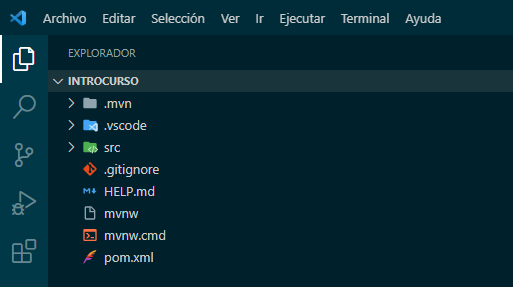 Archivo Editar Selección Ver Ir Ejecutar Terminal Ayuda
EXPLORADOR
INTROCURSO
.mvn
.vscode
src
.gitignore
HELP.md
mvnw
mvnw.cmd
pom.xml